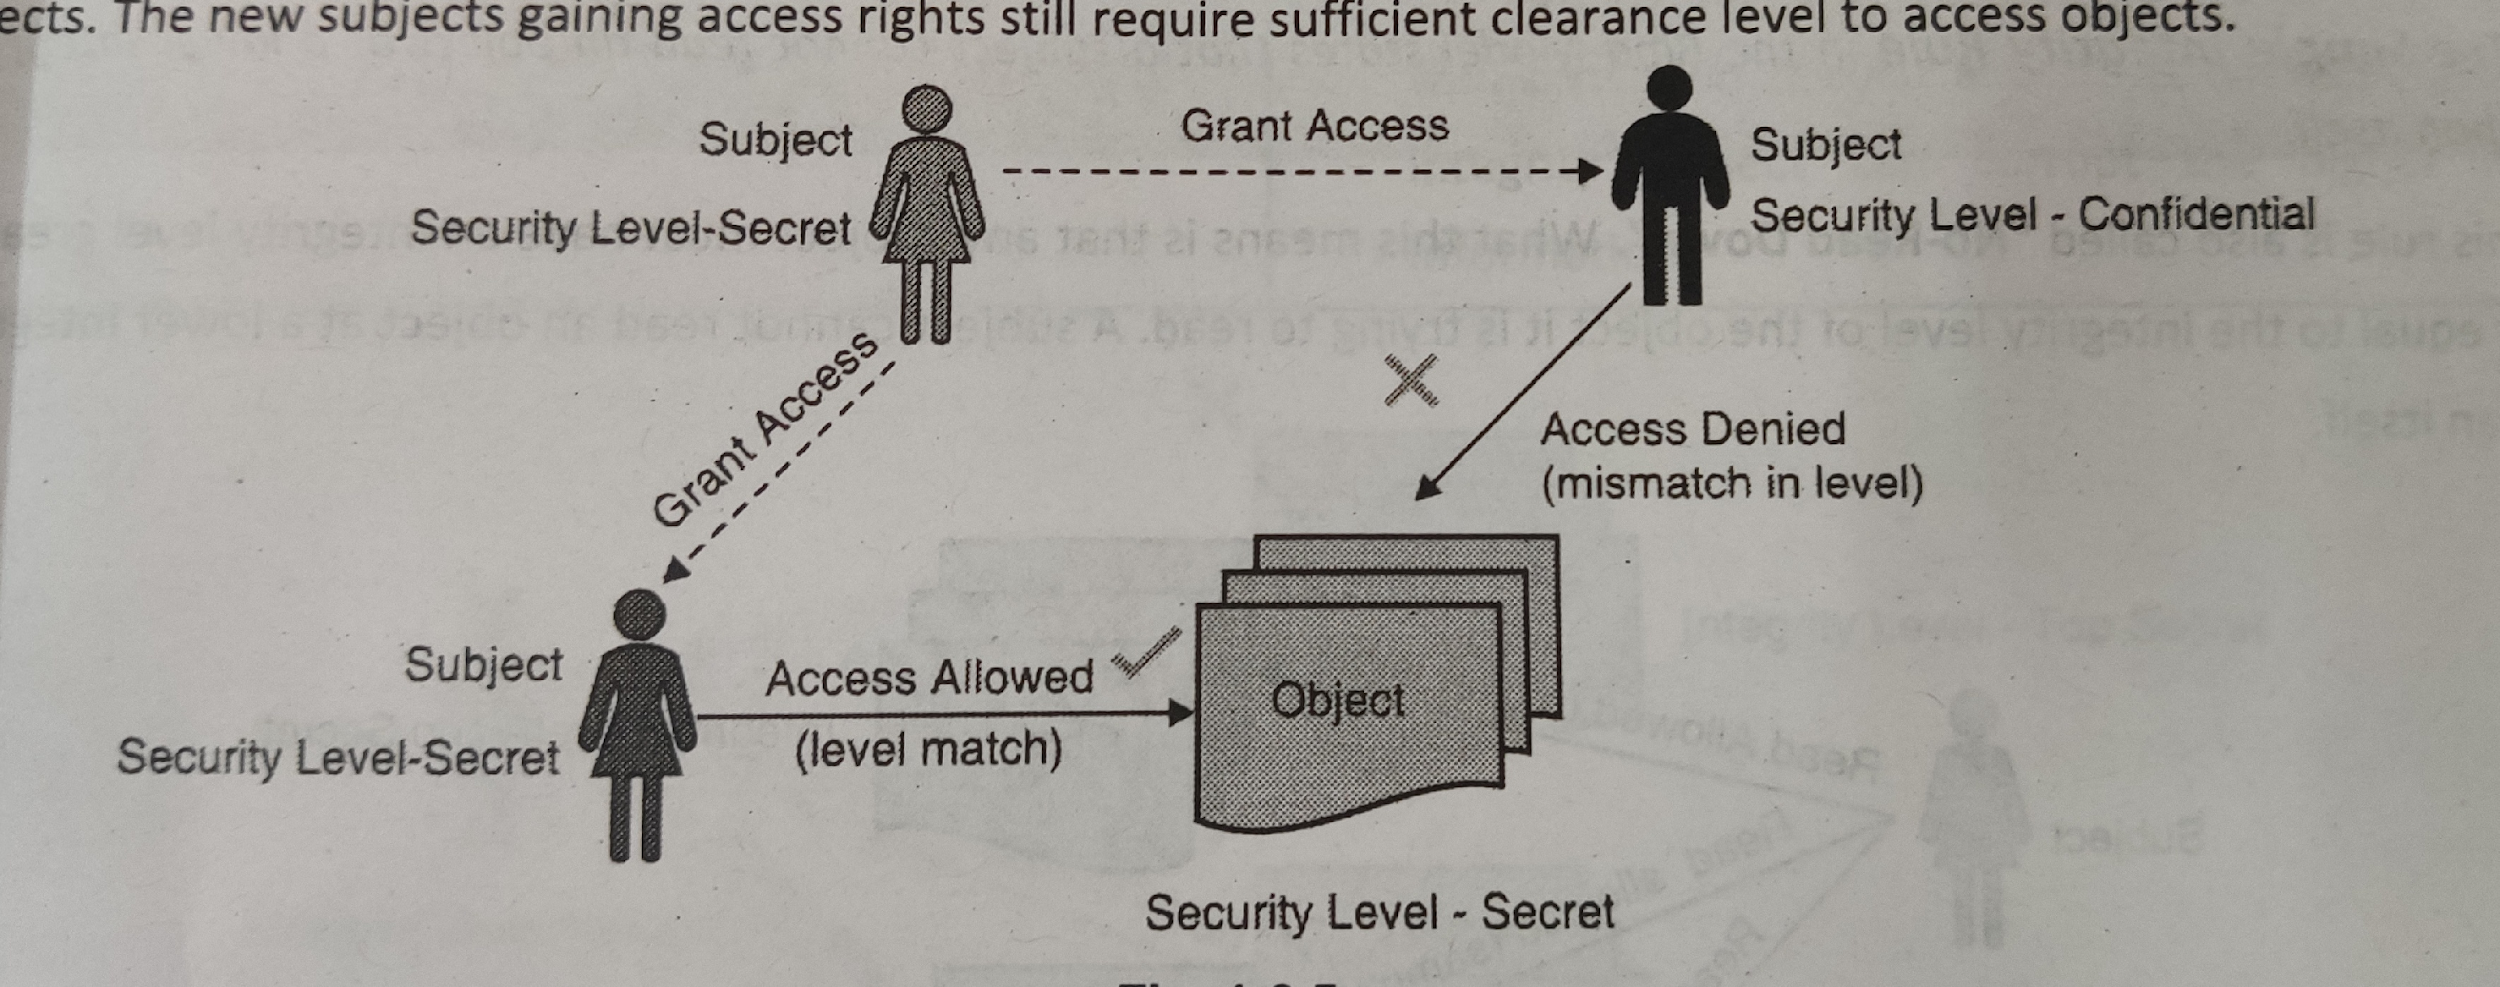 ects. The new subjects gaining access rights still require sufficient clearance level to access objects.
Subject
Security Level-Secret
Grant Access
Subject
Security Level - Confidential
Grant Access
Access Denied
(mismatch in level)
Subject
Security Level-Secret
Access Allowed
(level match)
Object
Security Level - Secret